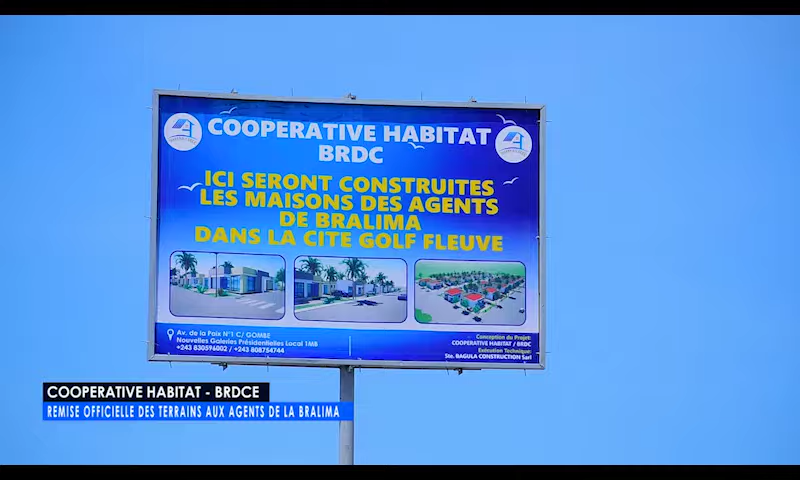 COOPERATIVE HABITAT
BRDC
ICI SERONT CONSTRUITES
LES MAISONS DES AGENTS
DE BRALIMA
DANS LA CITE GOLF FLEUVE
Av. de la Paix N°1 C/ GOMBE
Nouvelles Galeries Présidentielles Local 1MB
+243 830596002 / +243 808754744
Conception du Projet:
COOPERATIVE HABITAT / BRDC
Exécution Technique:
Ste. BAGULA CONSTRUCTION Sarl
COOPERATIVE HABITAT - BRDCE
REMISE OFFICIELLE DES TERRAINS AUX AGENTS DE LA BRALIMA